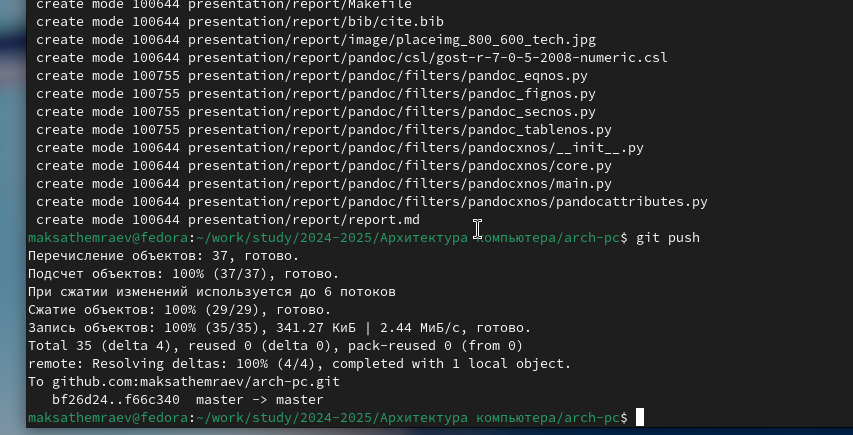 create mode 100644 presentation/report/Makefile
create mode 100644 presentation/report/bib/cite.bib
create mode 100644 presentation/report/image/placeimg_800_600_tech.jpg
create mode 100644 presentation/report/pandoc/csl/gost-r-7-0-5-2008-numeric.csl
create mode 100755 presentation/report/pandoc/filters/pandoc_eqnos.py
create mode 100755 presentation/report/pandoc/filters/pandoc_fignos.py
create mode 100755 presentation/report/pandoc/filters/pandoc_secnos.py
create mode 100755 presentation/report/pandoc/filters/pandoc_tablenos.py
create mode 100644 presentation/report/pandoc/filters/pandocxnos/__init__.py
create mode 100644 presentation/report/pandoc/filters/pandocxnos/core.py
create mode 100644 presentation/report/pandoc/filters/pandocxnos/main.py
create mode 100644 presentation/report/pandoc/filters/pandocxnos/pandocattributes.py
create mode 100644 presentation/report/report.md
maksathemraev@fedora:~/work/study/2024-2025/Архитектура компьютера/arch-pc$ git push
Перечисление объектов: 37, готово.
Подсчет объектов: 100% (37/37), готово.
При сжатии изменений используется до 6 потоков
Сжатие объектов: 100% (29/29), готово.
Запись объектов: 100% (35/35), 341.27 КиБ | 2.44 МиБ/с, готово.
Total 35 (delta 4), reused 0 (delta 0), pack-reused 0 (from 0)
remote: Resolving deltas: 100% (4/4), completed with 1 local object.
To github.com:maksathemraev/arch-pc.git
bf26d24..f66c340  master -> master
maksathemraev@fedora:~/work/study/2024-2025/Архитектура компьютера/arch-pc$